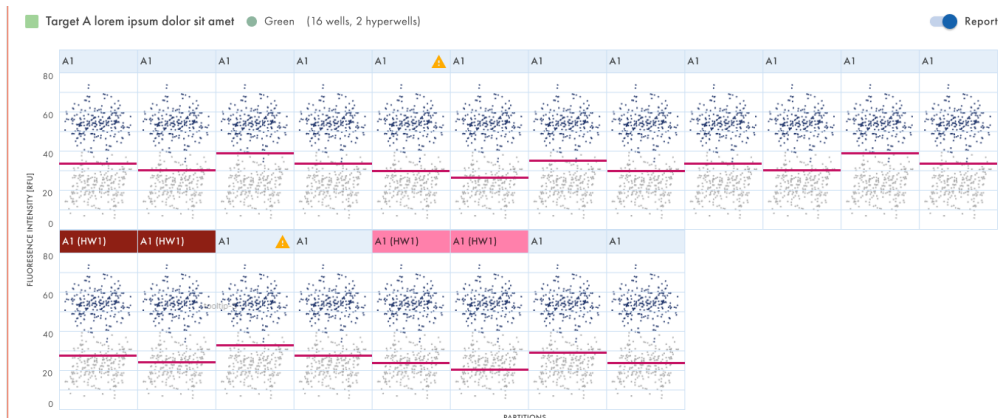 Target A lorem ipsum dolor sit amet Green (16 wells, 2 hyperwells) Report
A1 A1 A1 A1 A1 A1 A1 A1 A1 A1 A1 A1
80
60
40
20
0
A1 (HW1) A1 (HW1) A1 A1 A1 (HW1) A1 (HW1) A1 A1
80
60
40
20
0
FLUORESENCE INTENSITY [RFU]
PARTITIONS